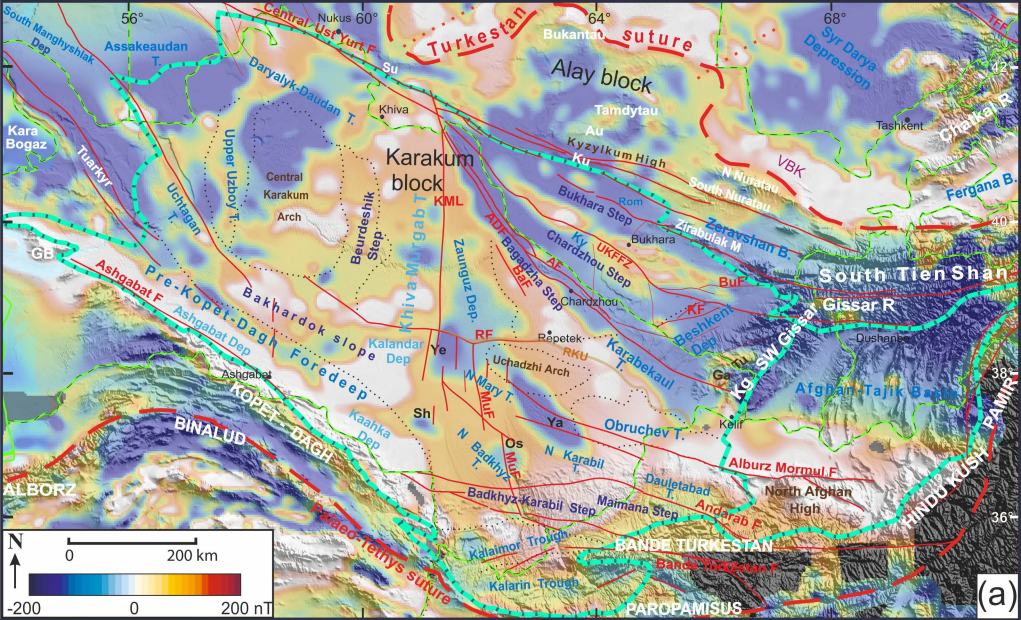 56°
60°
64°
68°
Nukus
Central Ust Yurt F
Turkestan
suture
Bukantau
TFF
South Manghyshlak
Dep
Assakeaudan
T.
Su
Daryalyk-Daudan T.
Alay block
Syr Darya
Depression
42°
Khiva
Tamdytau
Au
Tashkent
Chatkal R
Kara
Bogaz
Tuarkyr
Upper Uzboy T.
Kyzylkum High
Ku
Karakum
block
VBK
Central
Karakum
Arch
N Nuratau
South Nuratau
Fergana B.
Uchtagan
T.
Beurdeshik
Step
KML
Bukhara Step
Rom
40°
Khiva Murgab T
ADF
Zeravshan B.
Zirabulak M
Ky
Bukhara
GB
Zaunguz Dep.
Bagadzha Step
AF
Chardzhou Step
UKFFZ
South Tien Shan
Ashgabat F
Pre-Kopet-Dagh Foredeep
BaF
BuF
Gissar R
Bakhardok
slope
Chardzhou
KF
Ashgabat Dep
Kalandar
Dep
RF
Repetek
Beshkent
Dep
Dushanbe
Kg
SW Gissar
Ye
RKU
Karabekaul
T.
Uchadzhi Arch
Tu
Ga
38°
Ashgabat
N Mary T.
Afghan-Tajik Basin
PAMIR
KOPET-DAGH
MuF
Sh
Ya
Kelif
Kaahka
Dep
Obruchev T.
BINALUD
Os
N
Badkhyz
T.
MuF
N Karabil
T.
Alburz Mormul F
ALBORZ
Dauletabad
T.
North Afghan
High
HINDU KUSH
Badkhyz-Karabil Step
Maimana Step
Andarab F
36°
Palaeo-Tethys suture
Kalaimor Trough
BANDE TURKESTAN
Bande Turkestan F
Kalarin Trough
PAROPAMISUS
N
0
200 km
-200
0
200 nT
(a)